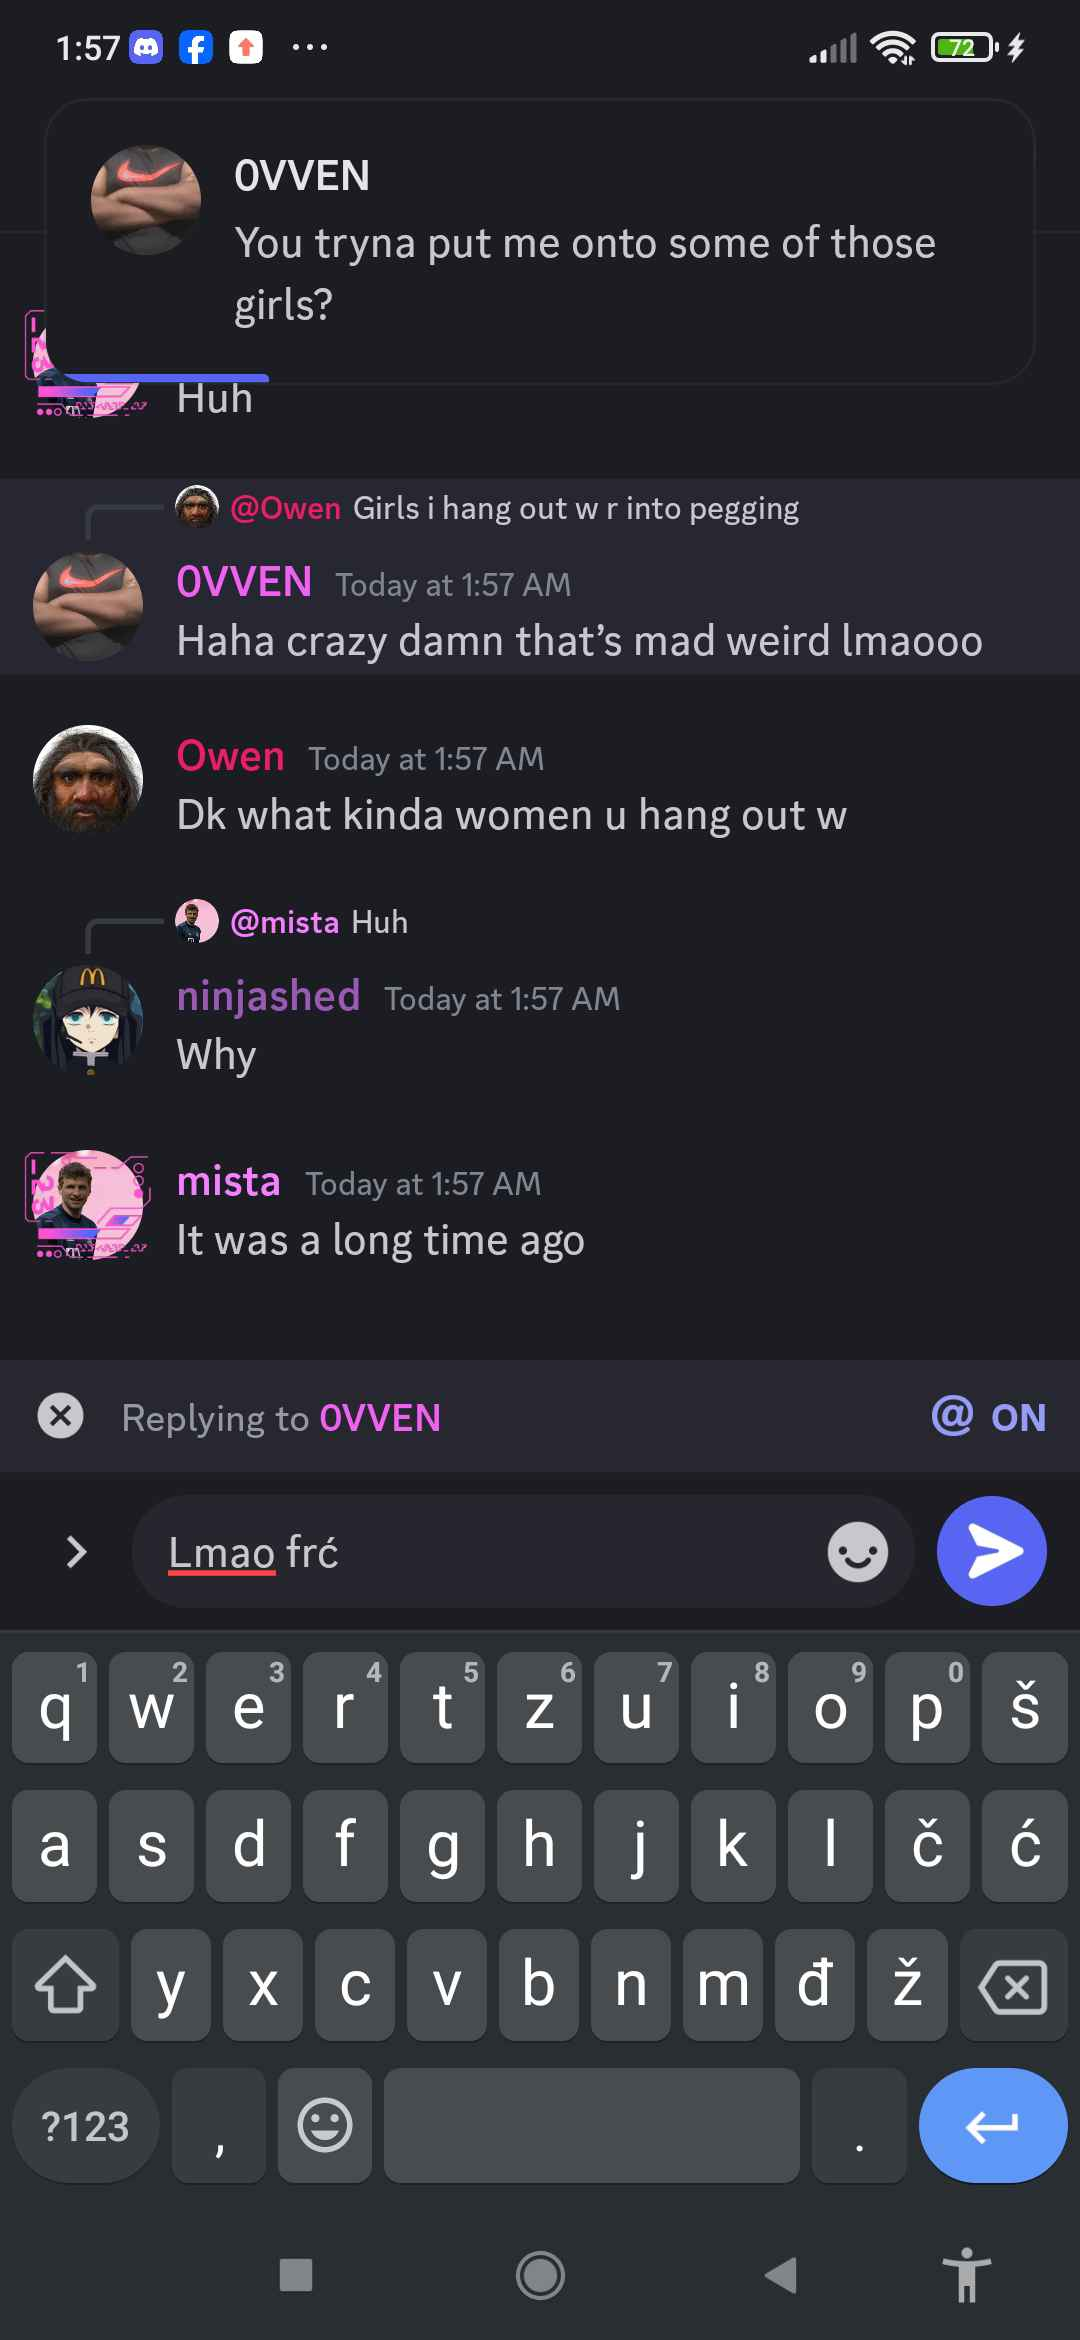 1:57
72
0VVEN
You tryna put me onto some of those
girls?
Huh
@Owen Girls i hang out w r into pegging
0VVEN Today at 1:57 AM
Haha crazy damn that’s mad weird lmaooo
Owen Today at 1:57 AM
Dk what kinda women u hang out w
@mista Huh
ninjashed Today at 1:57 AM
Why
mista Today at 1:57 AM
It was a long time ago
Replying to 0VVEN @ ON
Lmao frć
1 2 3 4 5 6 7 8 9 0
q w e r t z u i o p š
a s d f g h j k l č ć
y x c v b n m đ ž
?123 , .